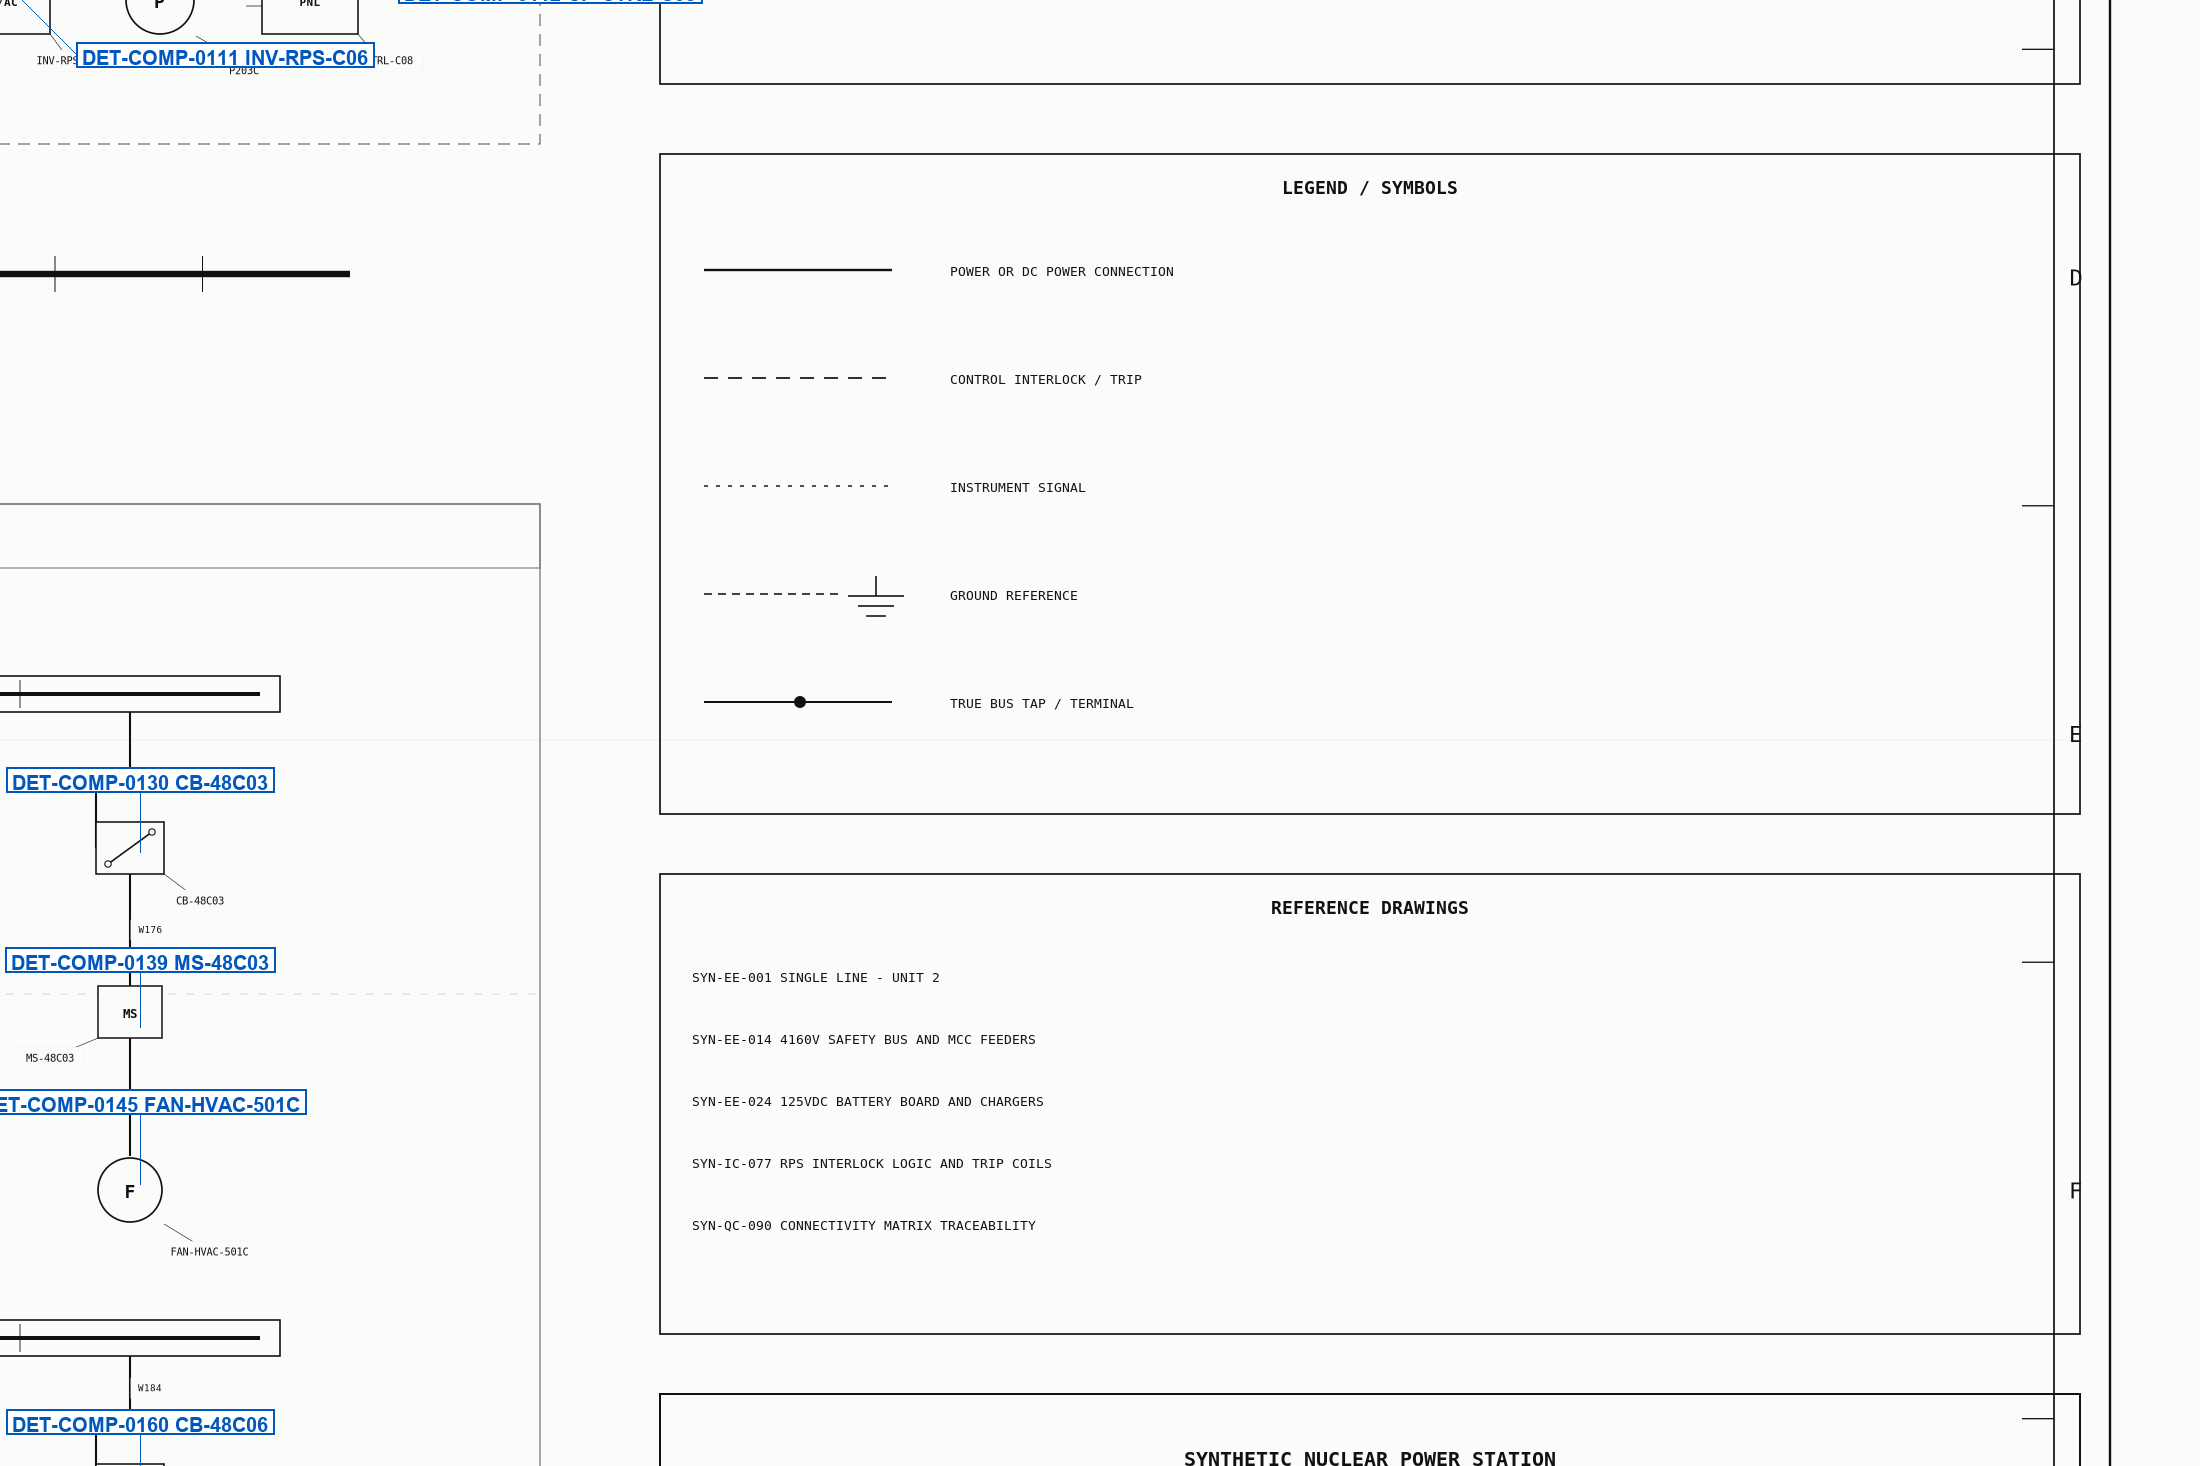 P
PNL
DET-COMP-0111 INV-RPS-C06
P203C
LEGEND / SYMBOLS
POWER OR DC POWER CONNECTION
D
CONTROL INTERLOCK / TRIP
INSTRUMENT SIGNAL
GROUND REFERENCE
TRUE BUS TAP / TERMINAL
E
DET-COMP-0130 CB-48C03
CB-48C03
W176
DET-COMP-0139 MS-48C03
MS
MS-48C03
ET-COMP-0145 FAN-HVAC-501C
F
FAN-HVAC-501C
W184
DET-COMP-0160 CB-48C06
REFERENCE DRAWINGS
SYN-EE-001 SINGLE LINE - UNIT 2
SYN-EE-014 4160V SAFETY BUS AND MCC FEEDERS
SYN-EE-024 125VDC BATTERY BOARD AND CHARGERS
SYN-IC-077 RPS INTERLOCK LOGIC AND TRIP COILS
SYN-QC-090 CONNECTIVITY MATRIX TRACEABILITY
F
SYNTHETIC NUCLEAR POWER STATION